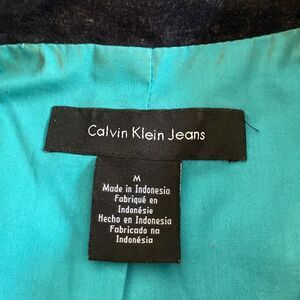 Calvin Klein Jeans
M
Made in Indonesia
Fabriqué en
Indonésie
Hecho en Indonesia
Fabricado na
Indonésia